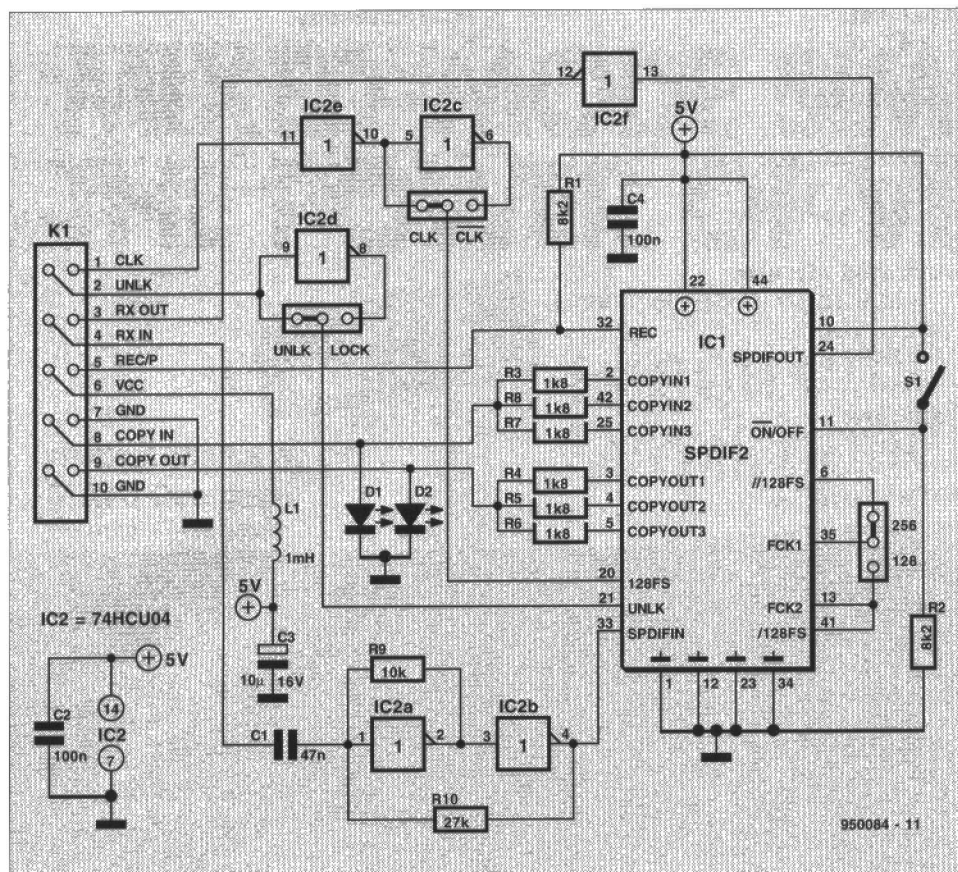 12
1
13
IC2f
5V
IC2e
11
1
10
IC2c
5
1
6
R1
8k2
C4
100n
CLK
CLK
IC2d
9
1
8
UNLK
LOCK
K1
1 CLK
2 UNLK
3 RX OUT
4 RX IN
5 REC/P
6 VCC
7 GND
8 COPY IN
9 COPY OUT
10 GND
22
44
IC1
SPDIF2
32 REC
2 COPYIN1
42 COPYIN2
25 COPYIN3
3 COPYOUT1
4 COPYOUT2
5 COPYOUT3
20 128FS
21 UNLK
33 SPDIFIN
10
SPDIFOUT 24
ON/OFF 11
//128FS 6
FCK1 35
FCK2 13
/128FS 41
1
12
23
34
R3 1k8
R8 1k8
R7 1k8
R4 1k8
R5 1k8
R6 1k8
S1
256
128
R2
8k2
D1
D2
L1
1mH
5V
C3
10µ 16V
IC2 = 74HCU04
5V
14
C2
100n
IC2
7
R9
10k
C1
47n
IC2a
1
1
2
IC2b
3
1
4
R10
27k
950084 - 11